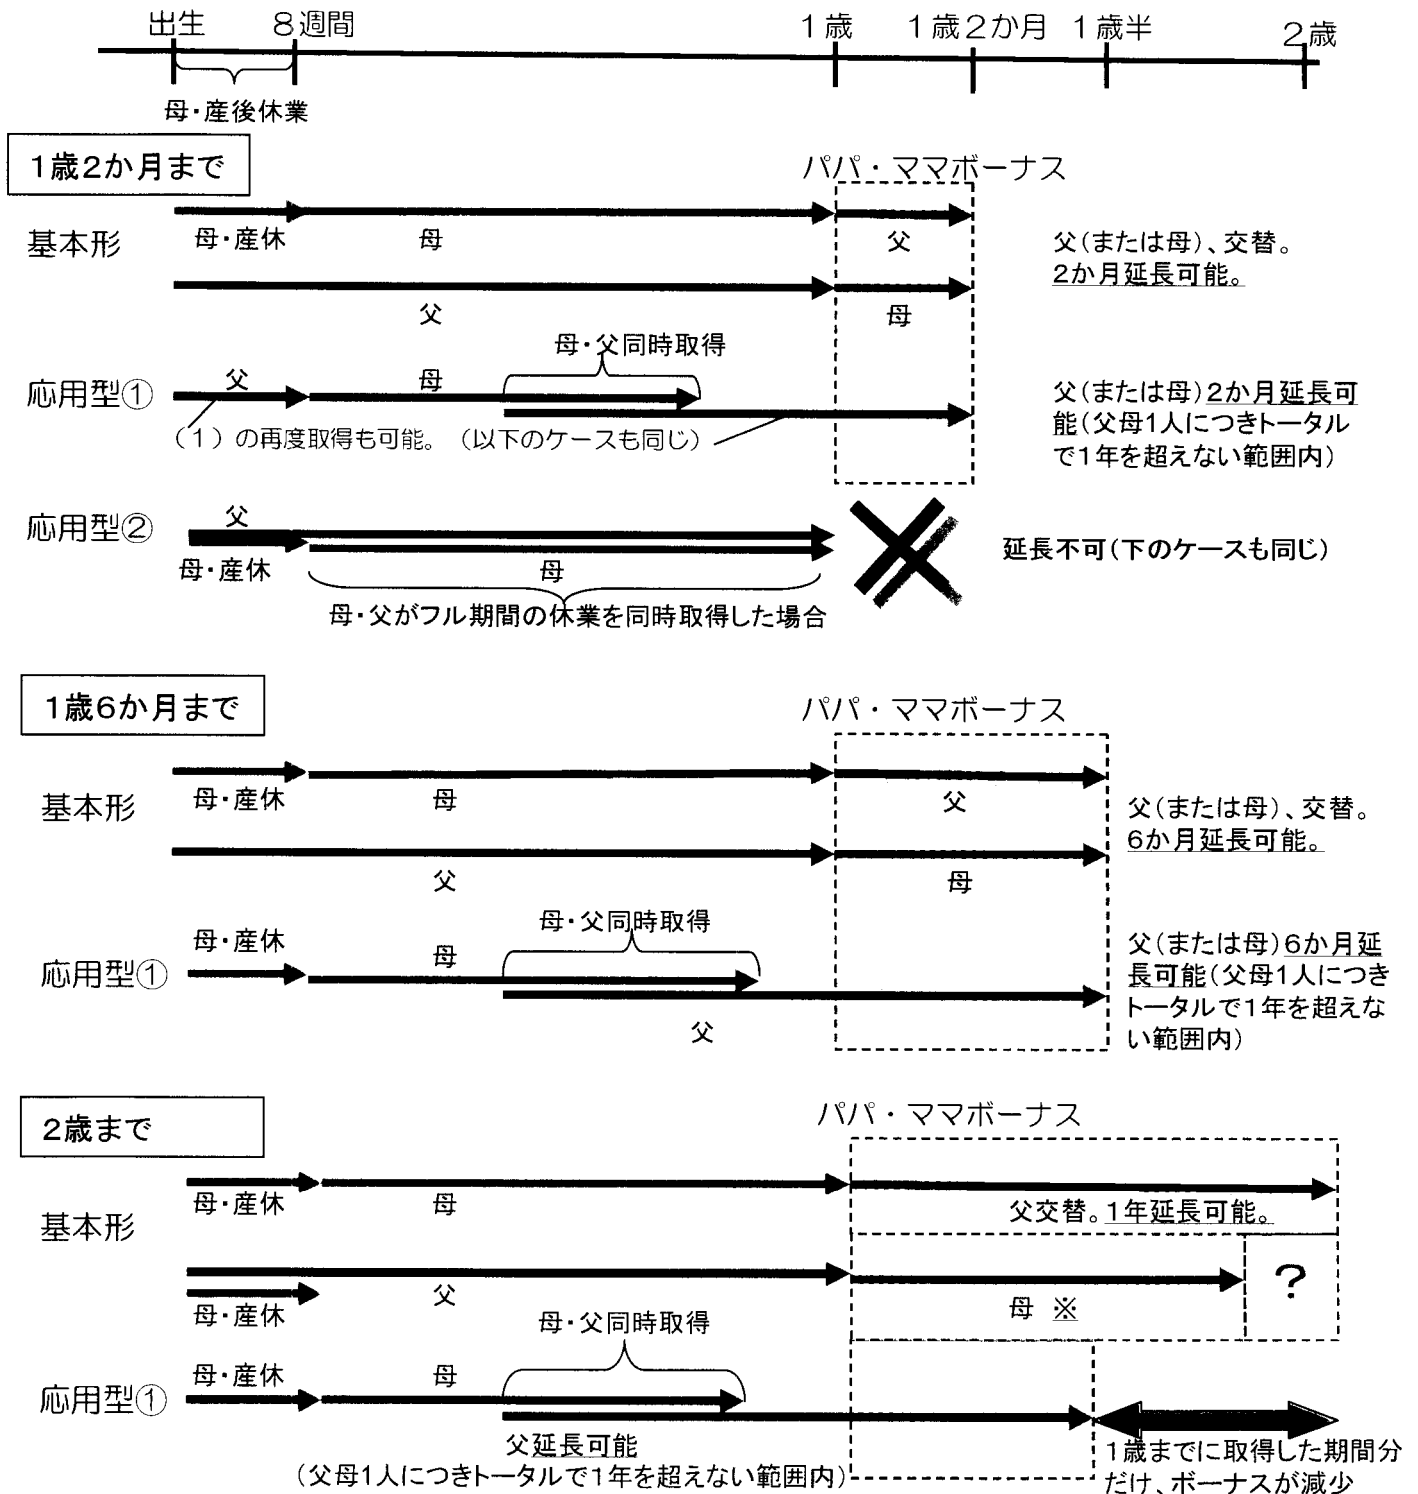 出生 8週間 1歳 1歳2か月 1歳半 2歳
母・産後休業
1歳2か月まで
パパ・ママボーナス
基本形
母・産休 母 父
父(または母)、交替。
2か月延長可能。
父 母
母・父同時取得
応用型①
父 母
(1)の再度取得も可能。(以下のケースも同じ)
父(または母)2か月延長可
能(父母1人につきトータル
で1年を超えない範囲内)
応用型②
父
母・産休 母
母・父がフル期間の休業を同時取得した場合
延長不可(下のケースも同じ)
1歳6か月まで
パパ・ママボーナス
基本形
母・産休 母 父
父(または母)、交替。
6か月延長可能。
父 母
母・父同時取得
応用型①
母・産休 母
父
父(または母)6か月延
長可能(父母1人につき
トータルで1年を超えな
い範囲内)
2歳まで
パパ・ママボーナス
基本形
母・産休 母 父交替。1年延長可能。
母・産休 父 母 ※ ?
母・父同時取得
応用型①
母・産休 母
父延長可能
(父母1人につきトータルで1年を超えない範囲内)
1歳までに取得した期間分
だけ、ボーナスが減少